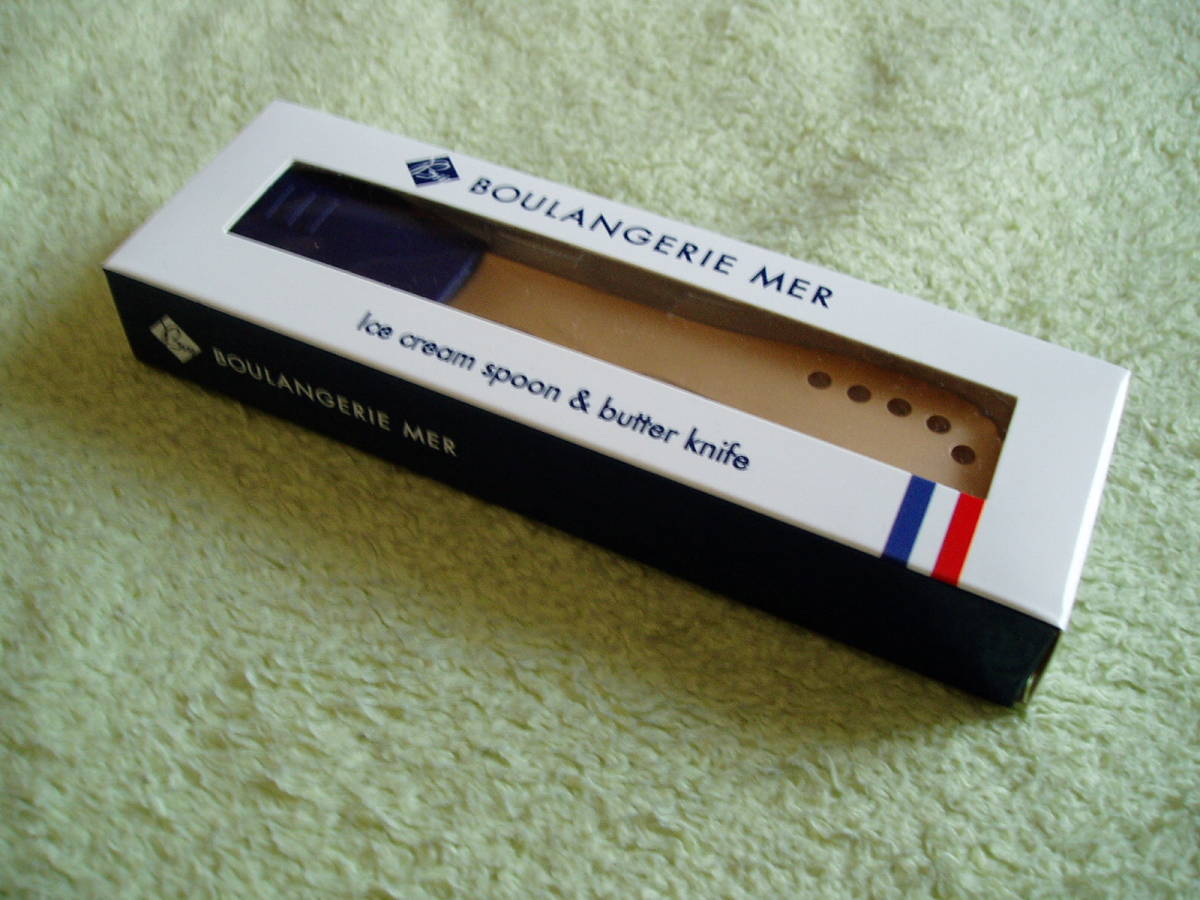 BOULANGERIE MER
Ice cream spoon & butter knife
BOULANGERIE MER